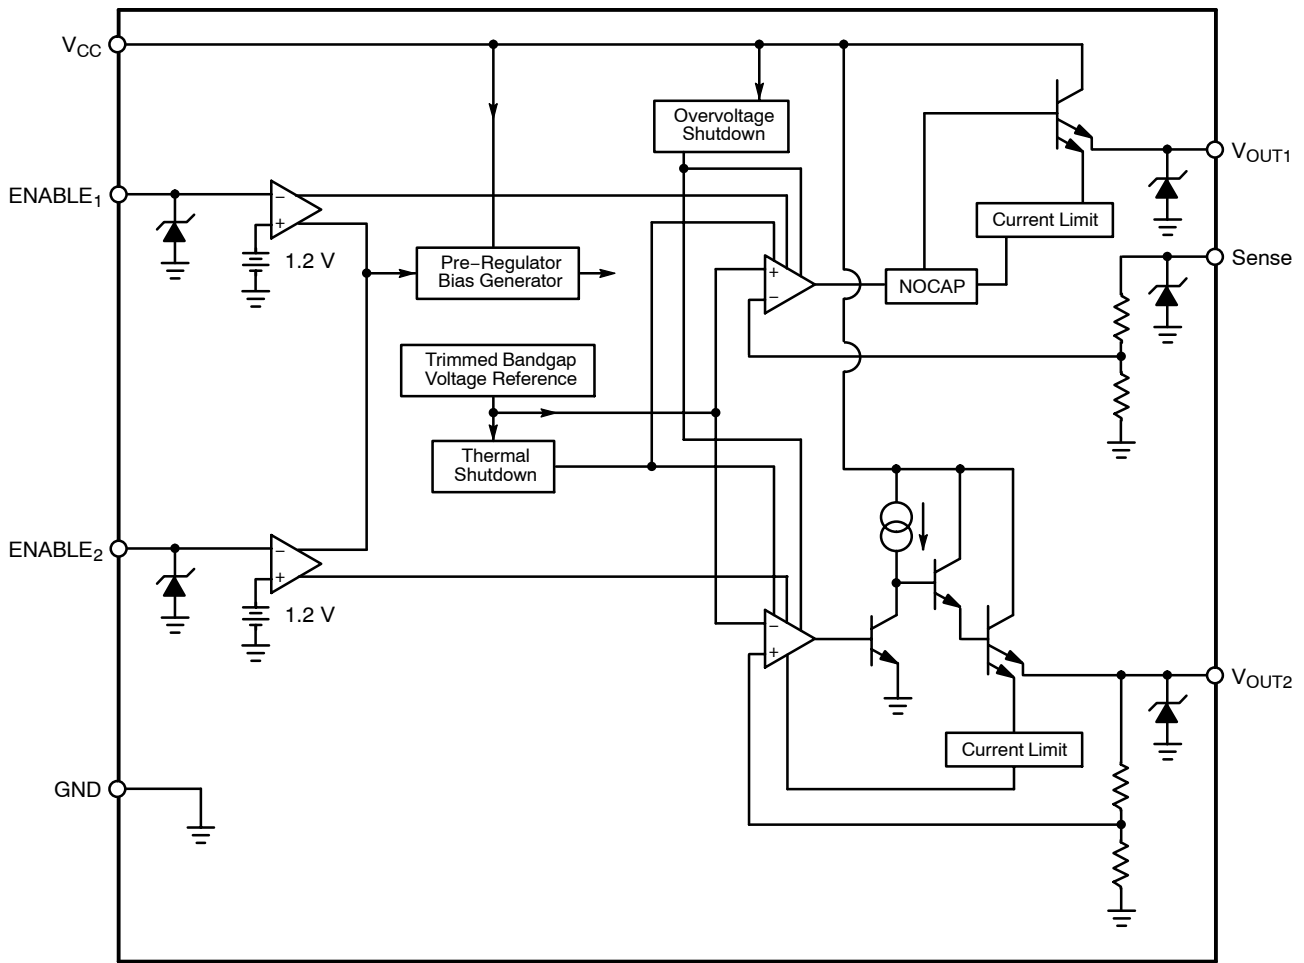 VCC
Overvoltage
Shutdown
VOUT1
ENABLE1
−
+
1.2 V
Current Limit
Pre−Regulator
Bias Generator
+
−
NOCAP
Sense
Trimmed Bandgap
Voltage Reference
Thermal
Shutdown
ENABLE2
−
+
1.2 V
−
+
VOUT2
Current Limit
GND